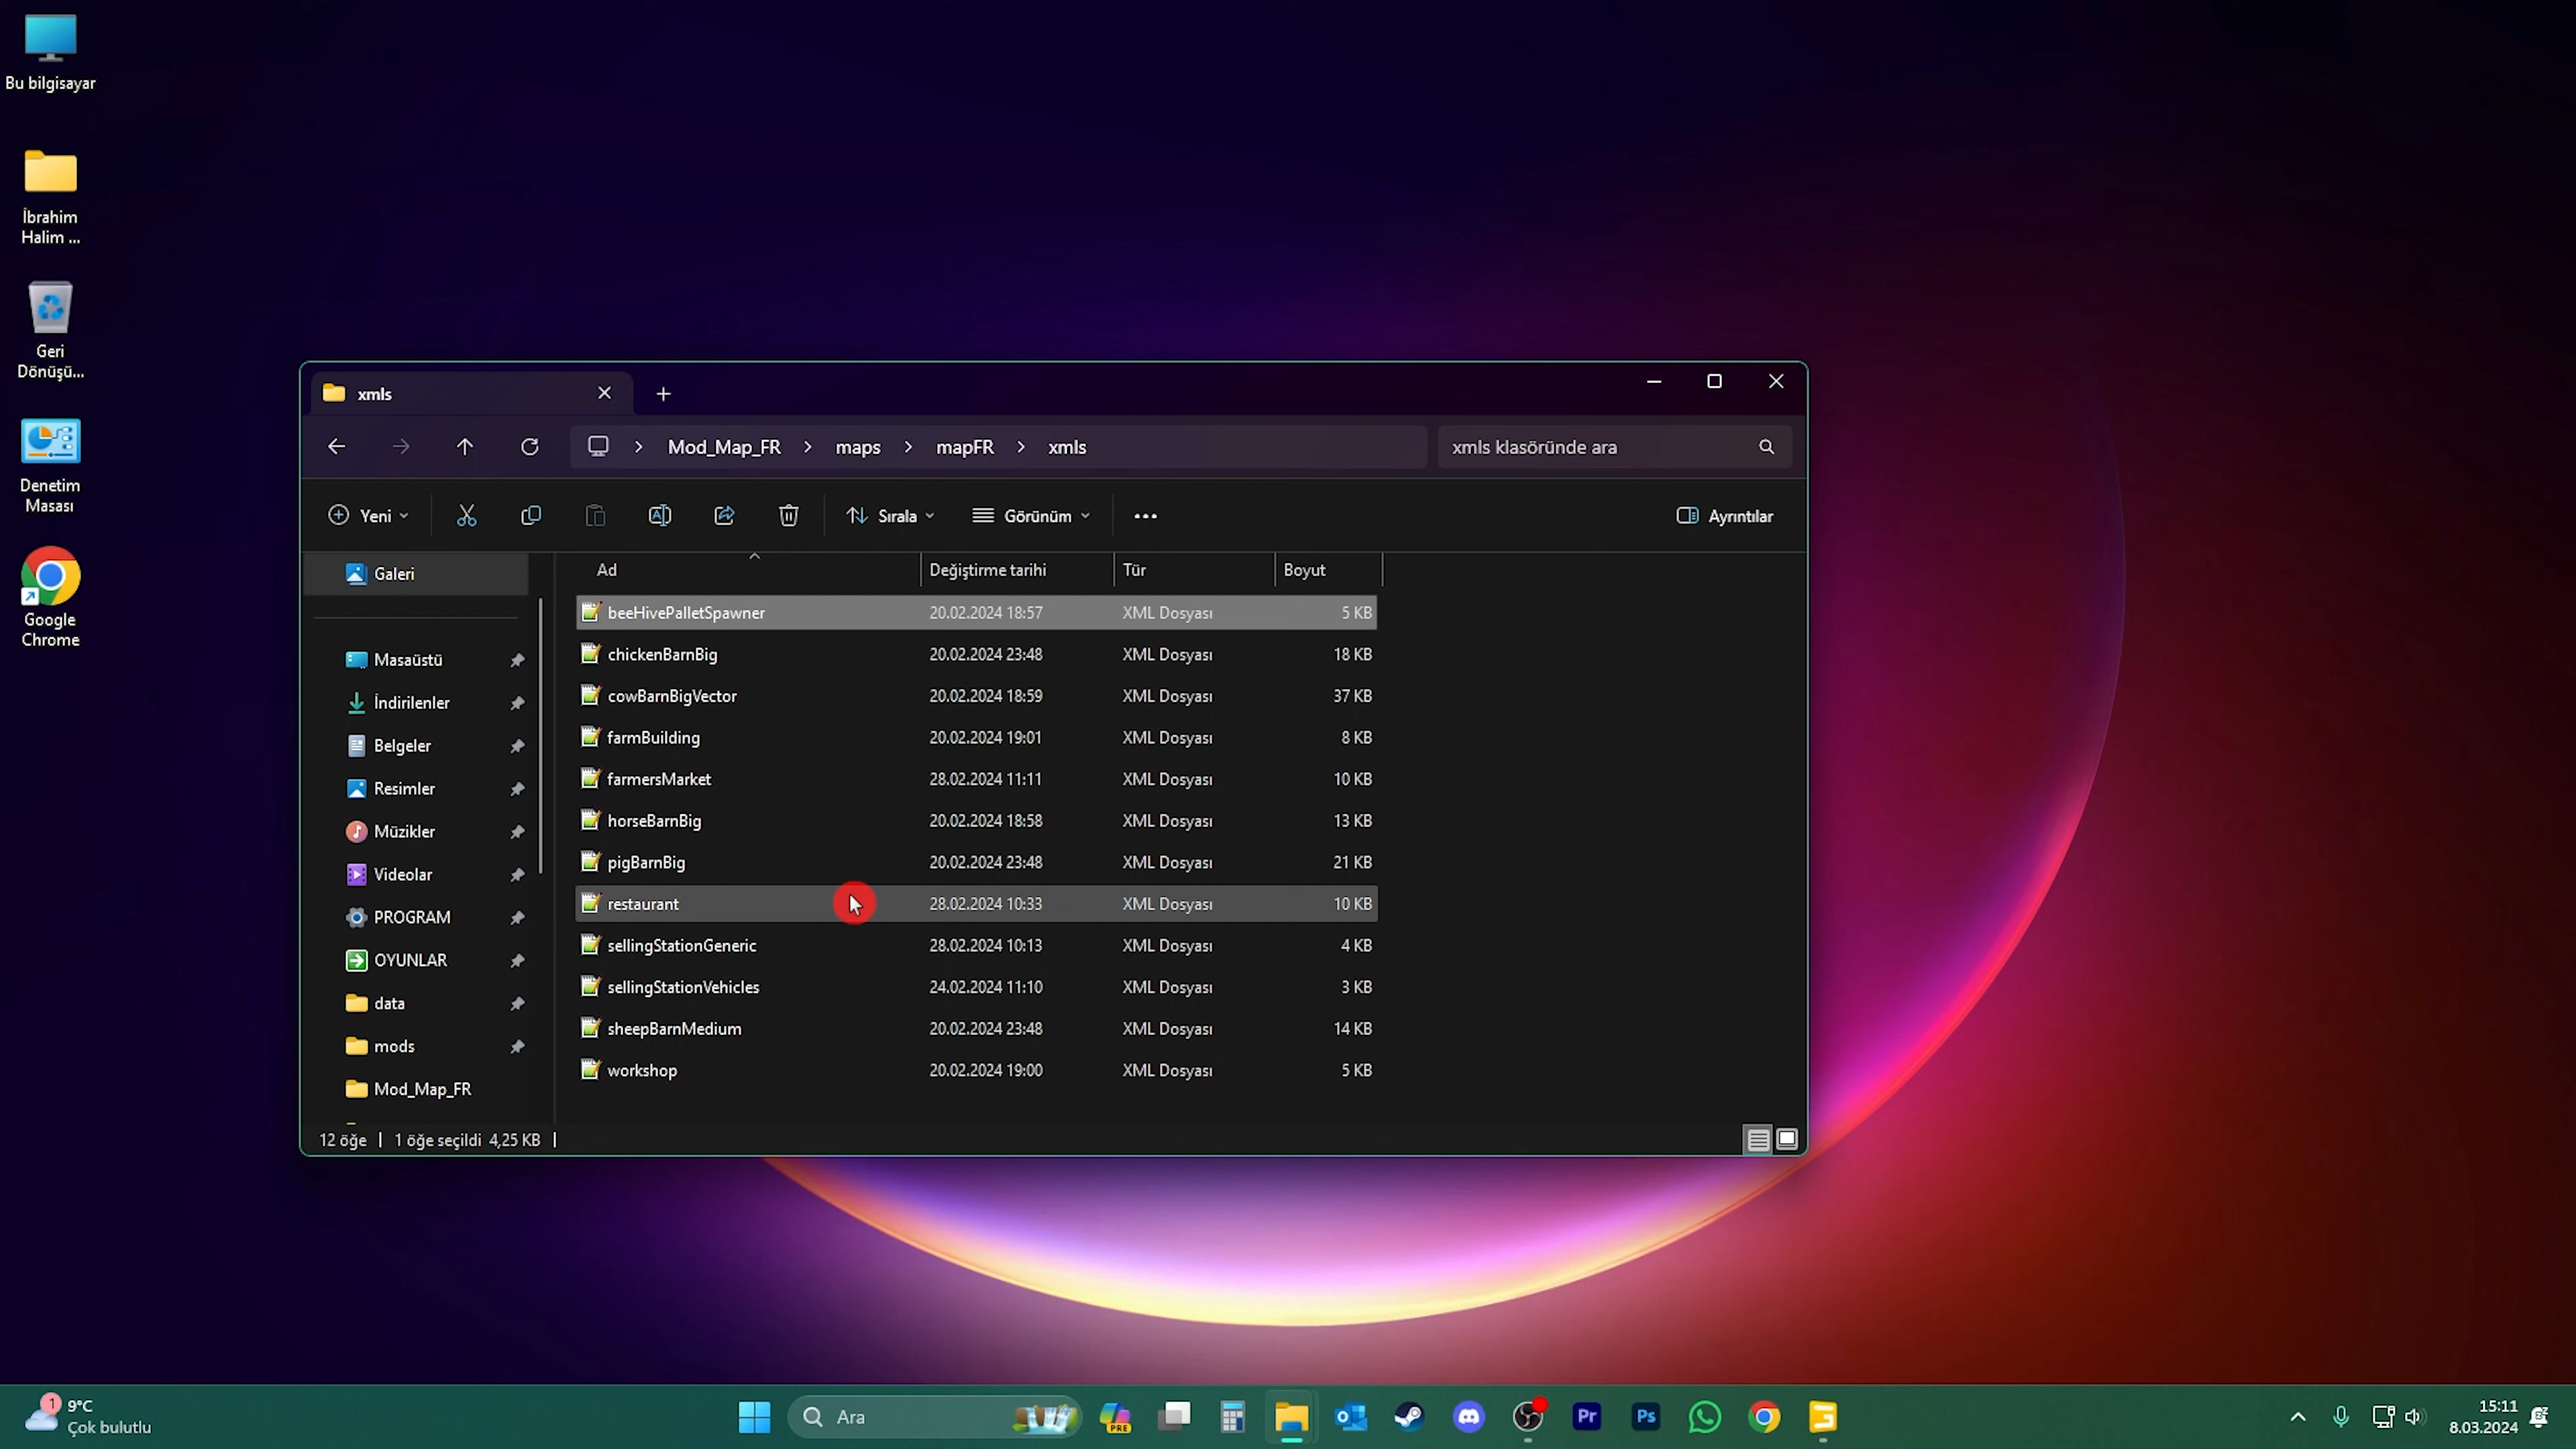 Bu bilgisayar
İbrahim
Halim ...
Geri
Dönüşü...
Denetim
Masası
Google
Chrome
xmls
Mod_Map_FR > maps > mapFR > xmls
xmls klasöründe ara
Yeni
Sırala
Görünüm
Ayrıntılar
Galeri
Masaüstü
İndirilenler
Belgeler
Resimler
Müzikler
Videolar
PROGRAM
OYUNLAR
data
mods
Mod_Map_FR
Ad Değiştirme tarihi Tür Boyut
beeHivePalletSpawner 20.02.2024 18:57 XML Dosyası 5 KB
chickenBarnBig 20.02.2024 23:48 XML Dosyası 18 KB
cowBarnBigVector 20.02.2024 18:59 XML Dosyası 37 KB
farmBuilding 20.02.2024 19:01 XML Dosyası 8 KB
farmersMarket 28.02.2024 11:11 XML Dosyası 10 KB
horseBarnBig 20.02.2024 18:58 XML Dosyası 13 KB
pigBarnBig 20.02.2024 23:48 XML Dosyası 21 KB
restaurant 28.02.2024 10:33 XML Dosyası 10 KB
sellingStationGeneric 28.02.2024 10:13 XML Dosyası 4 KB
sellingStationVehicles 24.02.2024 11:10 XML Dosyası 3 KB
sheepBarnMedium 20.02.2024 23:48 XML Dosyası 14 KB
workshop 20.02.2024 19:00 XML Dosyası 5 KB
12 öğe | 1 öğe seçildi 4,25 KB |
1
9°C
Çok bulutlu
Ara
PRE
Pr
Ps
15:11
8.03.2024